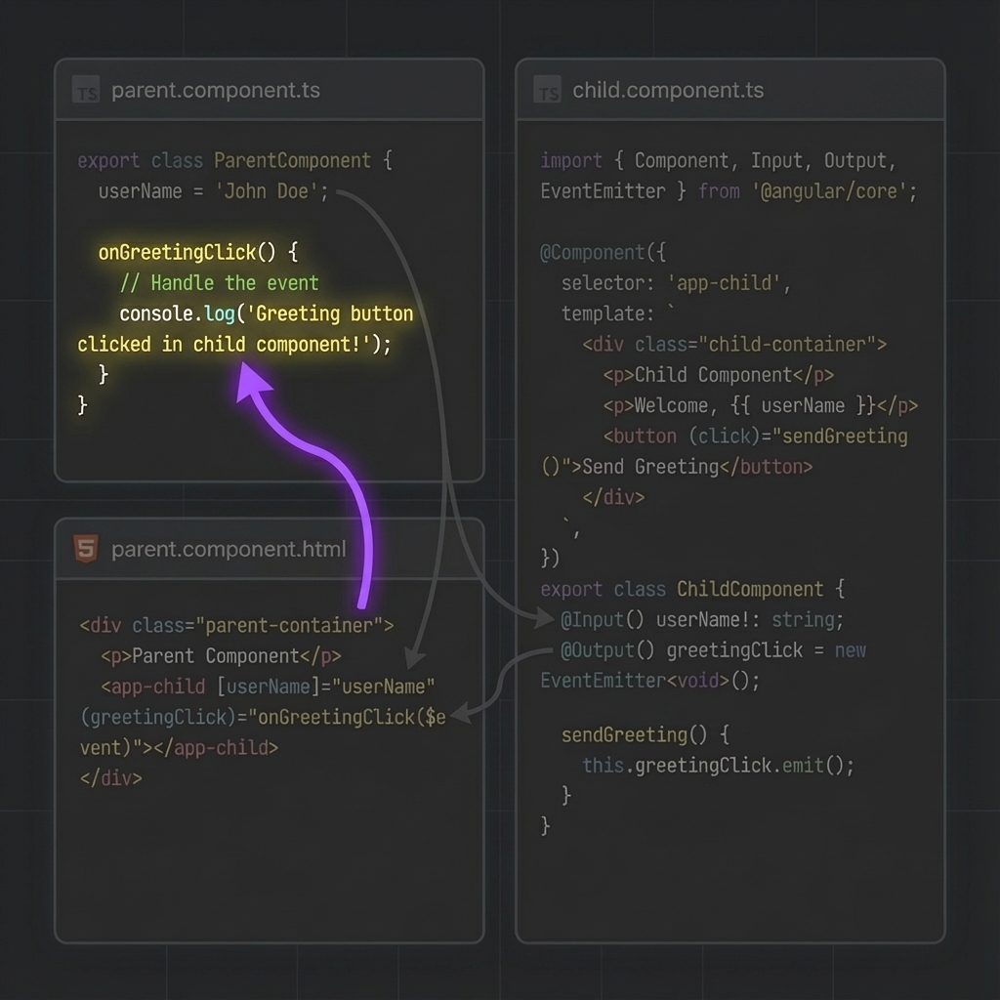 TS parent.component.ts
export class ParentComponent {
userName = 'John Doe';
onGreetingClick() {
// Handle the event
console.log('Greeting button
clicked in child component!');
}
}
5 parent.component.html
<div class="parent-container">
<p>Parent Component</p>
<app-child [userName]="userName"
(greetingClick)="onGreetingClick($e
vent)"></app-child>
</div>
TS child.component.ts
import { Component, Input, Output,
EventEmitter } from '@angular/core';
@Component({
selector: 'app-child',
template: `
<div class="child-container">
<p>Child Component</p>
<p>Welcome, {{ userName }}</p>
<button (click)="sendGreeting
()">Send Greeting</button>
</div>
`,
})
export class ChildComponent {
@Input() userName!: string;
@Output() greetingClick = new
EventEmitter<void>();
sendGreeting() {
this.greetingClick.emit();
}
}